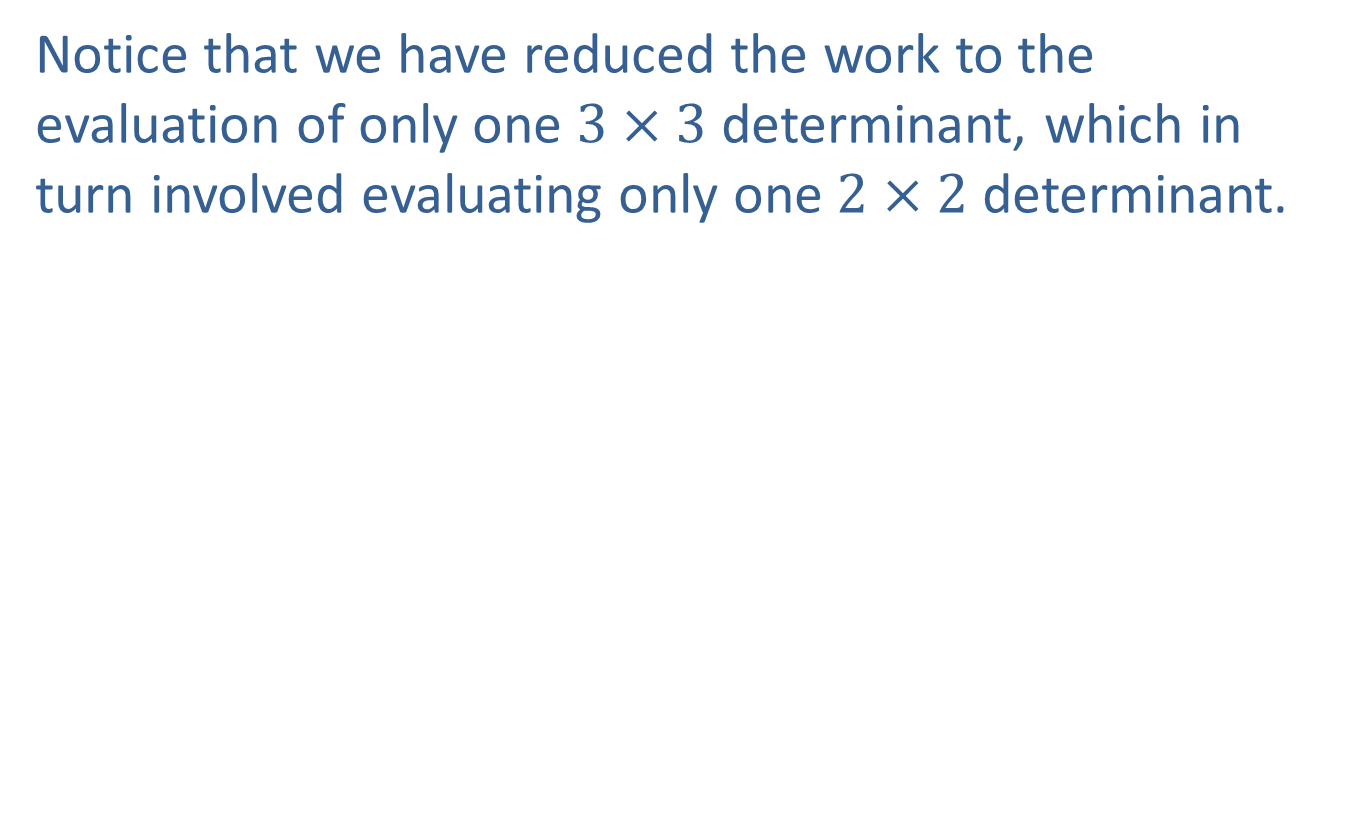 Notice that we have reduced the work to the
evaluation of only one 3 × 3 determinant, which in
turn involved evaluating only one 2 × 2 determinant.